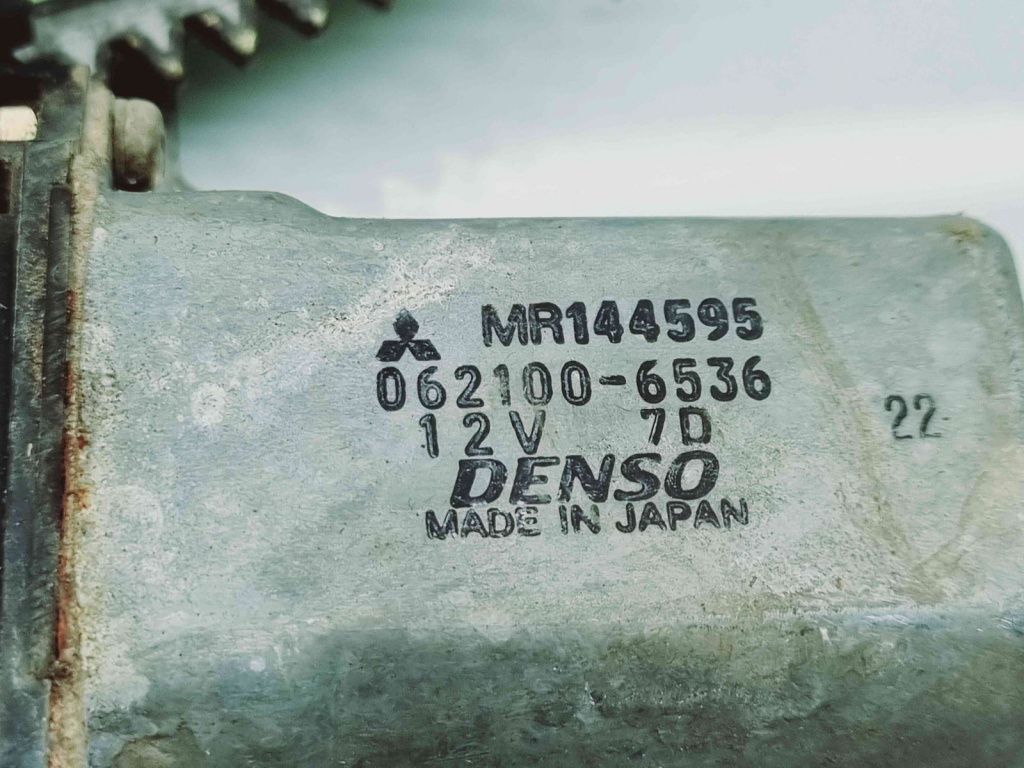 MR144595
062100-6536
12V 7D
22
DENSO
MADE IN JAPAN